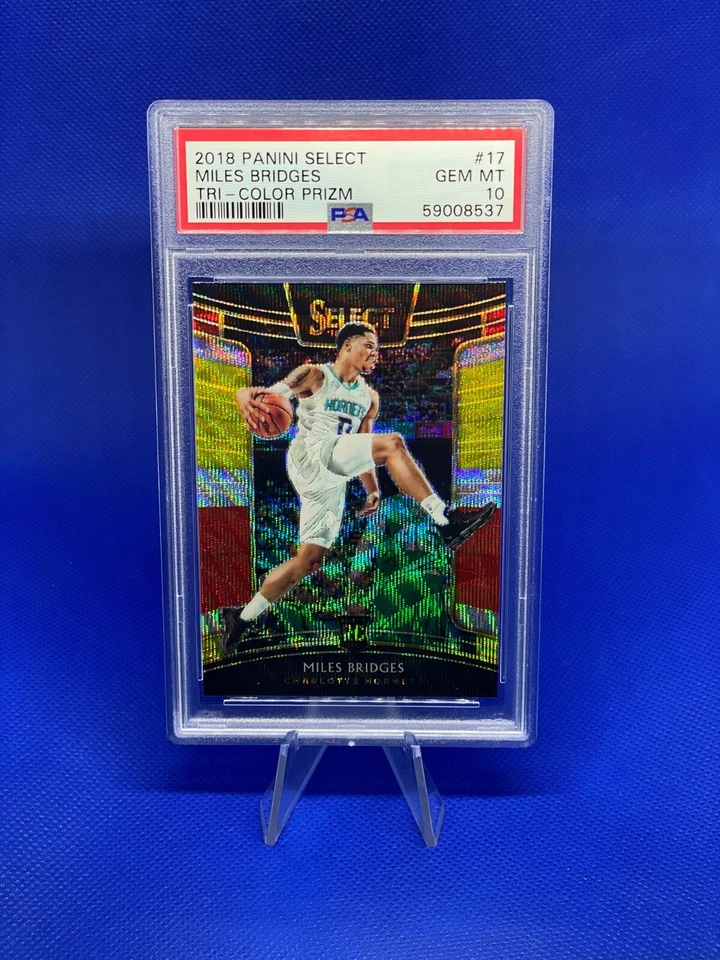 2018 PANINI SELECT #17
MILES BRIDGES GEM MT
TRI-COLOR PRIZM 10
PSA 59008537
SELECT
HORNETS
RC
MILES BRIDGES
CHARLOTTE HORNETS